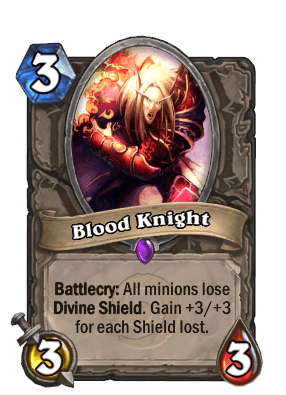 3
Blood Knight
Battlecry: All minions lose
Divine Shield. Gain +3/+3
for each Shield lost.
3
3